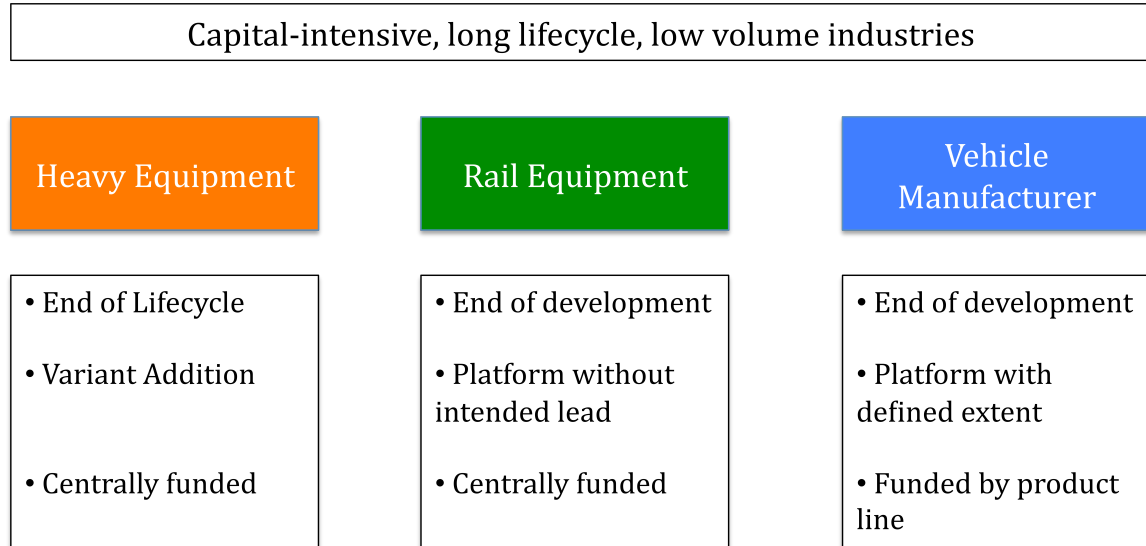 Capital-intensive, long lifecycle, low volume industries
Heavy Equipment
• End of Lifecycle
• Variant Addition
• Centrally funded
Rail Equipment
• End of development
• Platform without
intended lead
• Centrally funded
Vehicle
Manufacturer
• End of development
• Platform with
defined extent
• Funded by product
line